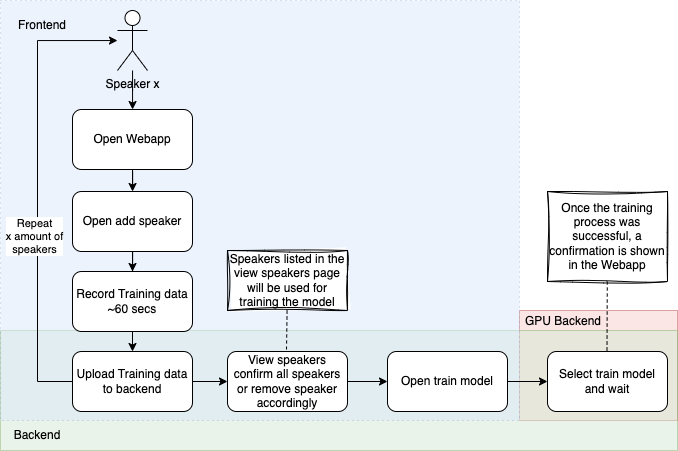 Frontend
Speaker x
Open Webapp
Open add speaker
Repeat
x amount of
speakers
Record Training data
~60 secs
Upload Training data
to backend
Speakers listed in the
view speakers page
will be used for
training the model
View speakers
confirm all speakers
or remove speaker
accordingly
Open train model
Once the training
process was
successful, a
confirmation is shown
in the Webapp
GPU Backend
Select train model
and wait
Backend